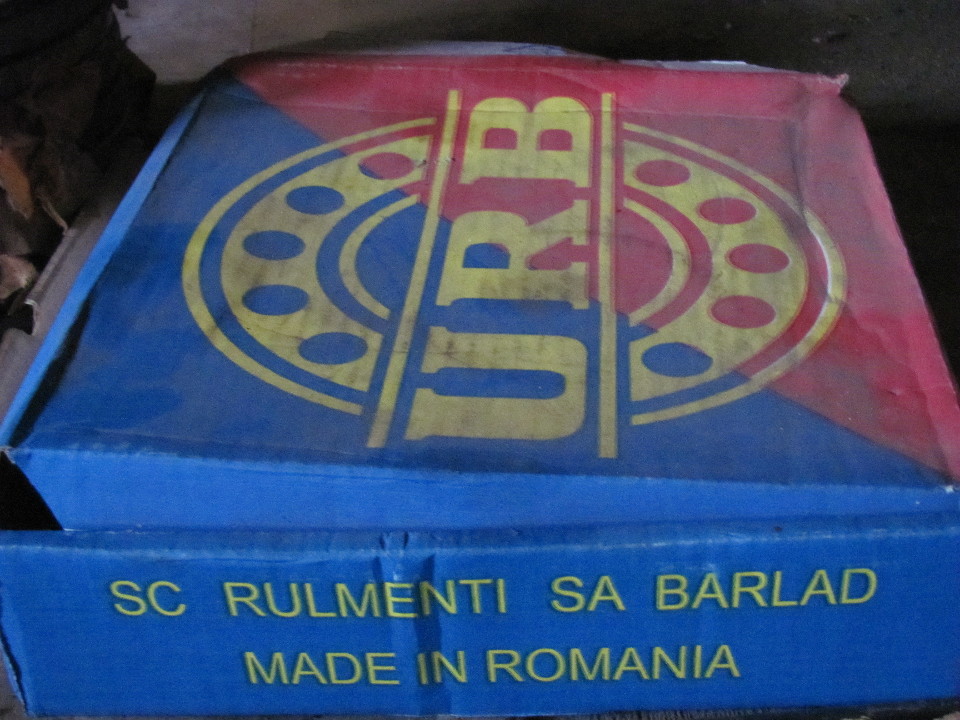 URB
SC RULMENTI SA BARLAD
MADE IN ROMANIA